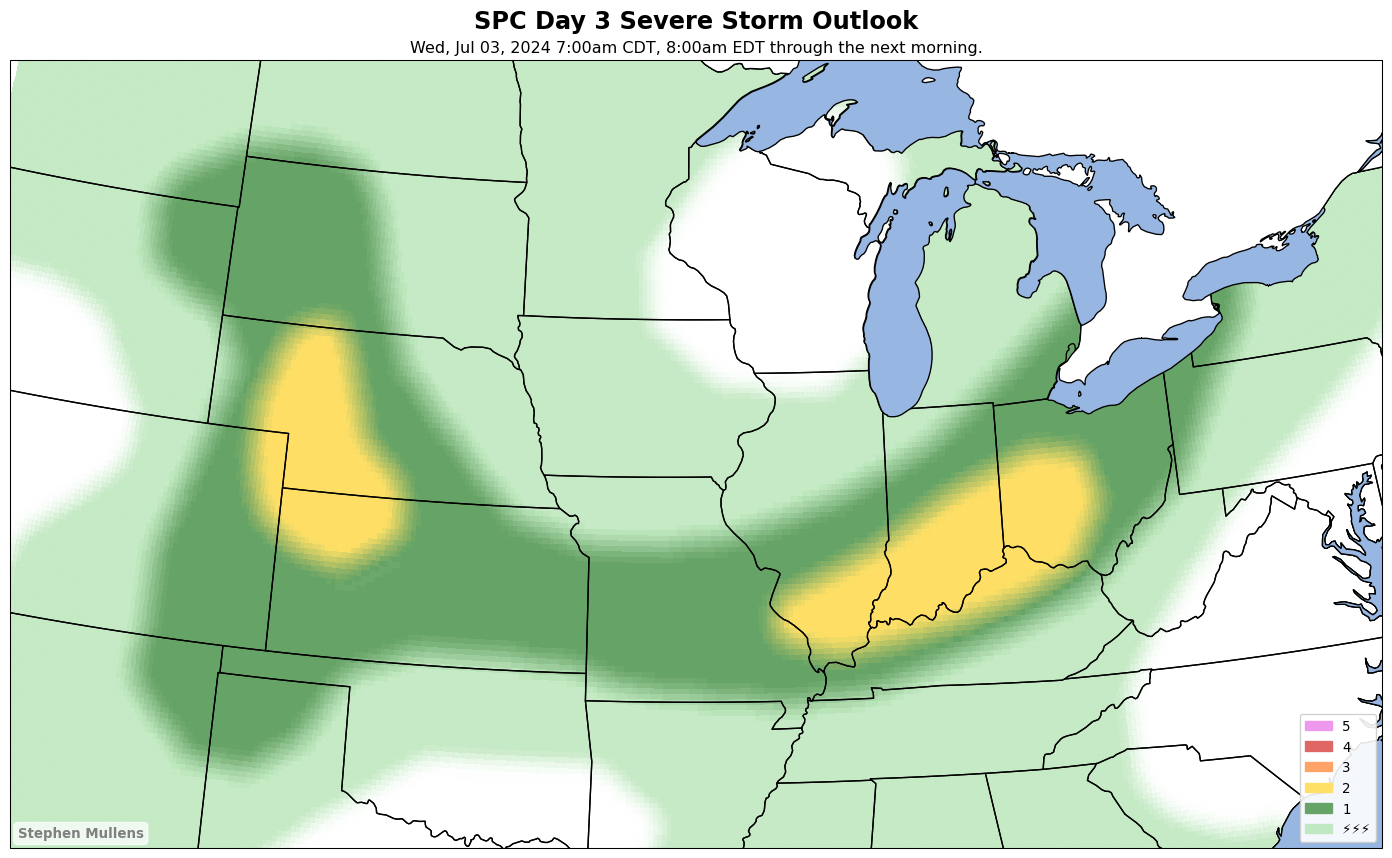 SPC Day 3 Severe Storm Outlook
Wed, Jul 03, 2024 7:00am CDT, 8:00am EDT through the next morning.
5
4
3
2
1
⚡⚡⚡
Stephen Mullens